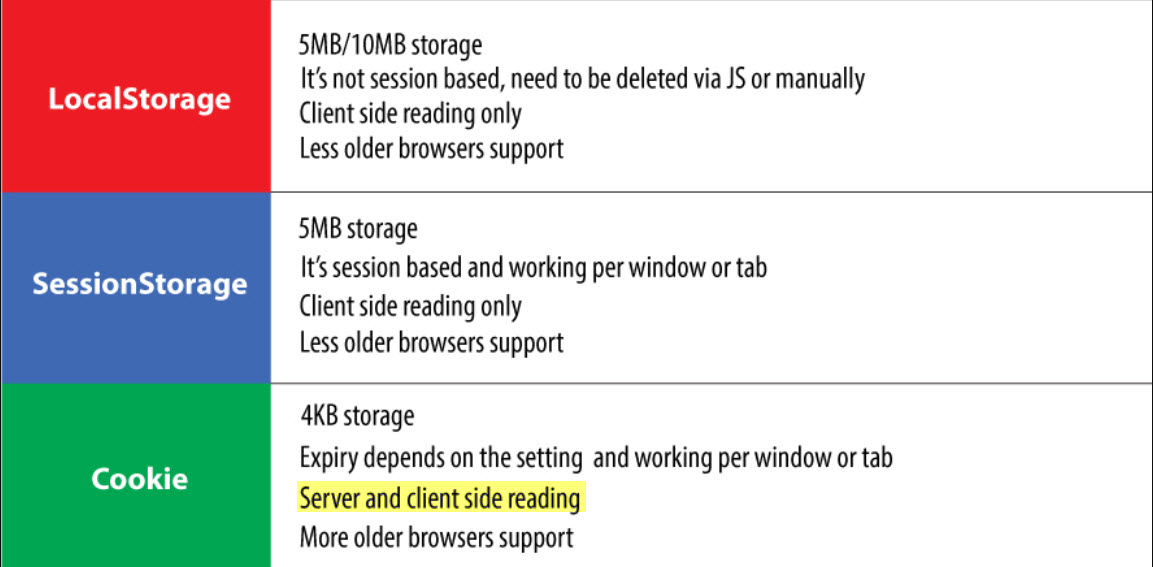 LocalStorage
5MB/10MB storage
It's not session based, need to be deleted via JS or manually
Client side reading only
Less older browsers support
SessionStorage
5MB storage
It's session based and working per window or tab
Client side reading only
Less older browsers support
Cookie
4KB storage
Expiry depends on the setting and working per window or tab
Server and client side reading
More older browsers support